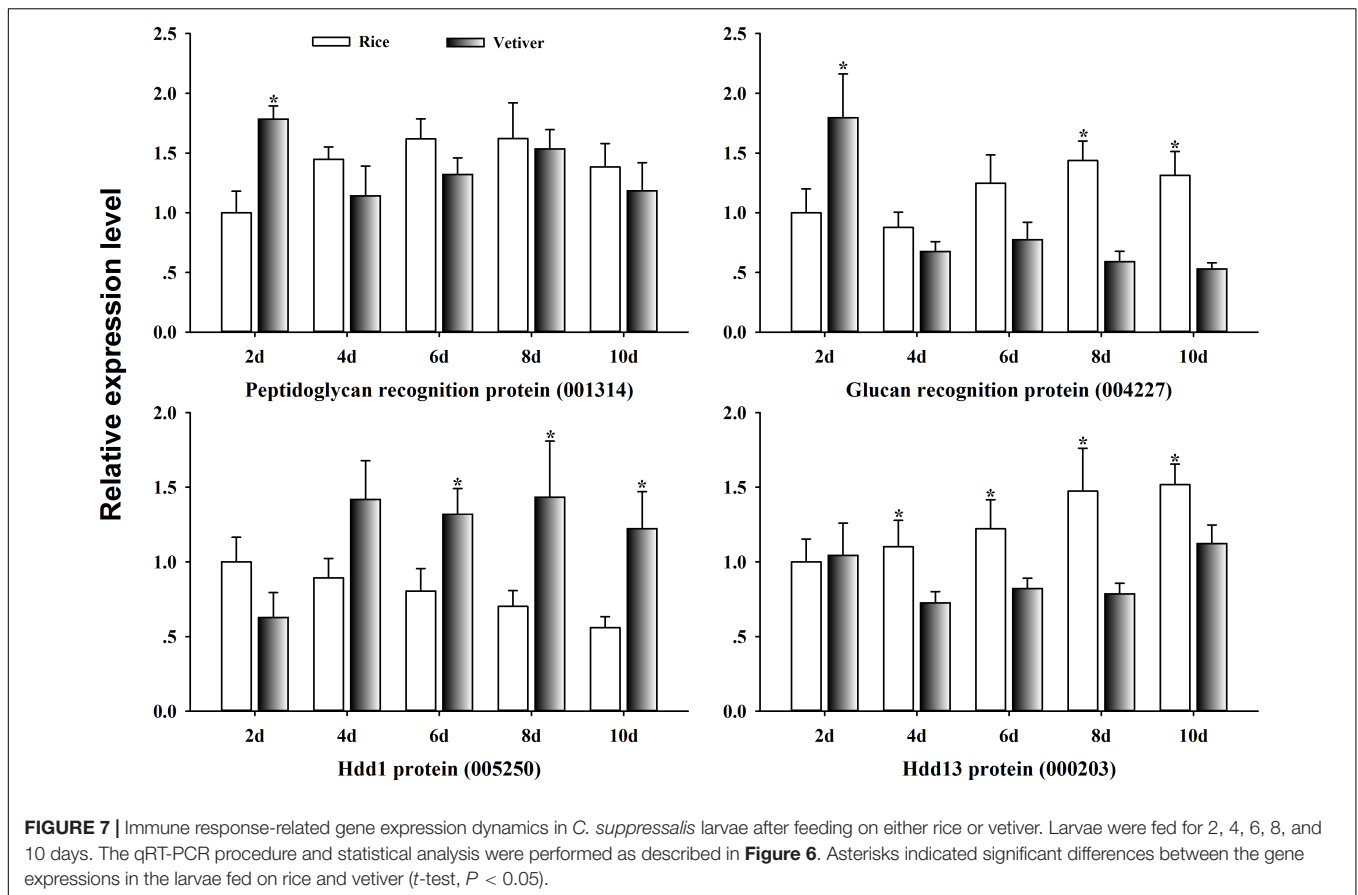 Relative expression level
2.5
2.0
1.5
1.0
.5
0.0
Rice
Vetiver
*
2d
4d
6d
8d
10d
Peptidoglycan recognition protein (001314)
2.5
2.0
1.5
1.0
.5
0.0
*
*
*
2d
4d
6d
8d
10d
Glucan recognition protein (004227)
2.0
1.5
1.0
.5
0.0
*
*
*
2d
4d
6d
8d
10d
Hdd1 protein (005250)
2.0
1.5
1.0
.5
0.0
*
*
*
*
2d
4d
6d
8d
10d
Hdd13 protein (000203)
FIGURE 7 | Immune response-related gene expression dynamics in C. suppressalis larvae after feeding on either rice or vetiver. Larvae were fed for 2, 4, 6, 8, and
10 days. The qRT-PCR procedure and statistical analysis were performed as described in Figure 6. Asterisks indicated significant differences between the gene
expressions in the larvae fed on rice and vetiver (t-test, P < 0.05).